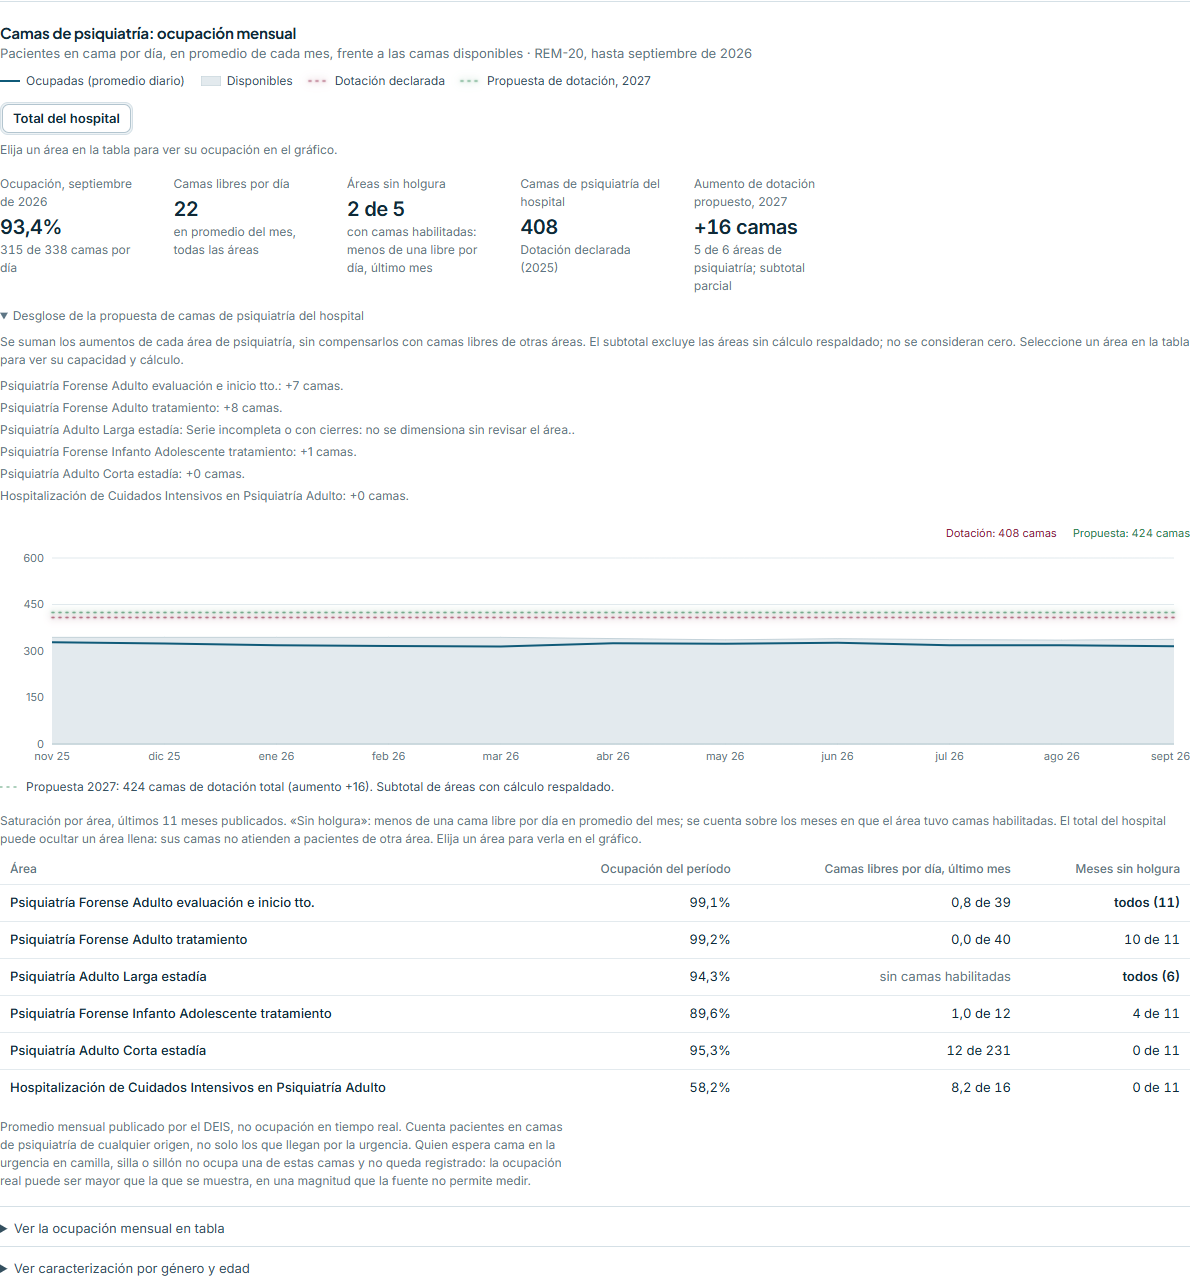 Camas de psiquiatría: ocupación mensual
Pacientes en cama por día, en promedio de cada mes, frente a las camas disponibles · REM-20, hasta septiembre de 2026
Ocupadas (promedio diario) Disponibles Dotación declarada Propuesta de dotación, 2027
Total del hospital
Elija un área en la tabla para ver su ocupación en el gráfico.
Ocupación, septiembre
de 2026
93,4%
315 de 338 camas por
día
Camas libres por día
22
en promedio del mes,
todas las áreas
Áreas sin holgura
2 de 5
con camas habilitadas:
menos de una libre por
día, último mes
Camas de psiquiatría del
hospital
408
Dotación declarada
(2025)
Aumento de dotación
propuesto, 2027
+16 camas
5 de 6 áreas de
psiquiatría; subtotal
parcial
▼ Desglose de la propuesta de camas de psiquiatría del hospital
Se suman los aumentos de cada área de psiquiatría, sin compensarlos con camas libres de otras áreas. El subtotal excluye las áreas sin cálculo respaldado; no se consideran cero. Seleccione un área en la tabla
para ver su capacidad y cálculo.
Psiquiatría Forense Adulto evaluación e inicio tto.: +7 camas.
Psiquiatría Forense Adulto tratamiento: +8 camas.
Psiquiatría Adulto Larga estadía: Serie incompleta o con cierres: no se dimensiona sin revisar el área..
Psiquiatría Forense Infanto Adolescente tratamiento: +1 camas.
Psiquiatría Adulto Corta estadía: +0 camas.
Hospitalización de Cuidados Intensivos en Psiquiatría Adulto: +0 camas.
Dotación: 408 camas Propuesta: 424 camas
600
450
300
150
0
nov 25 dic 25 ene 26 feb 26 mar 26 abr 26 may 26 jun 26 jul 26 ago 26 sept 26
Propuesta 2027: 424 camas de dotación total (aumento +16). Subtotal de áreas con cálculo respaldado.
Saturación por área, últimos 11 meses publicados. «Sin holgura»: menos de una cama libre por día en promedio del mes; se cuenta sobre los meses en que el área tuvo camas habilitadas. El total del hospital
puede ocultar un área llena: sus camas no atienden a pacientes de otra área. Elija un área para verla en el gráfico.
Área Ocupación del período Camas libres por día, último mes Meses sin holgura
Psiquiatría Forense Adulto evaluación e inicio tto. 99,1% 0,8 de 39 todos (11)
Psiquiatría Forense Adulto tratamiento 99,2% 0,0 de 40 10 de 11
Psiquiatría Adulto Larga estadía 94,3% sin camas habilitadas todos (6)
Psiquiatría Forense Infanto Adolescente tratamiento 89,6% 1,0 de 12 4 de 11
Psiquiatría Adulto Corta estadía 95,3% 12 de 231 0 de 11
Hospitalización de Cuidados Intensivos en Psiquiatría Adulto 58,2% 8,2 de 16 0 de 11
Promedio mensual publicado por el DEIS, no ocupación en tiempo real. Cuenta pacientes en camas
de psiquiatría de cualquier origen, no solo los que llegan por la urgencia. Quien espera cama en la
urgencia en camilla, silla o sillón no ocupa una de estas camas y no queda registrado: la ocupación
real puede ser mayor que la que se muestra, en una magnitud que la fuente no permite medir.
▶ Ver la ocupación mensual en tabla
▶ Ver caracterización por género y edad